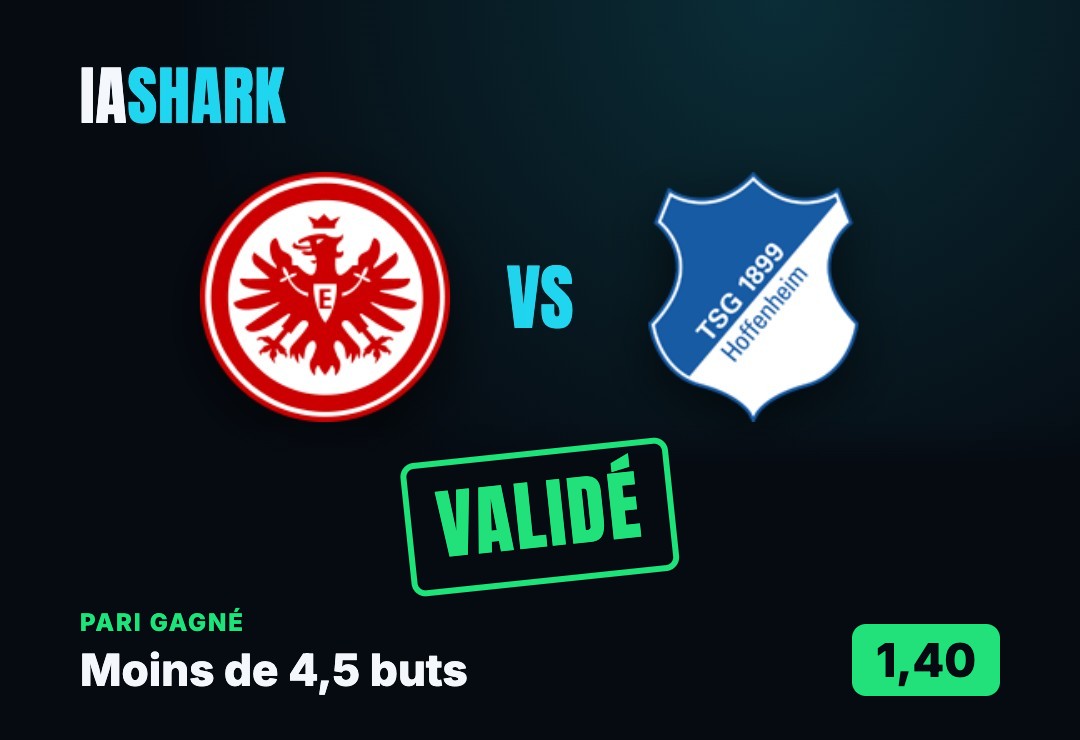 IASHARK
E
VS
TSG 1899
Hoffenheim
VALIDÉ
PARI GAGNÉ
Moins de 4,5 buts
1,40